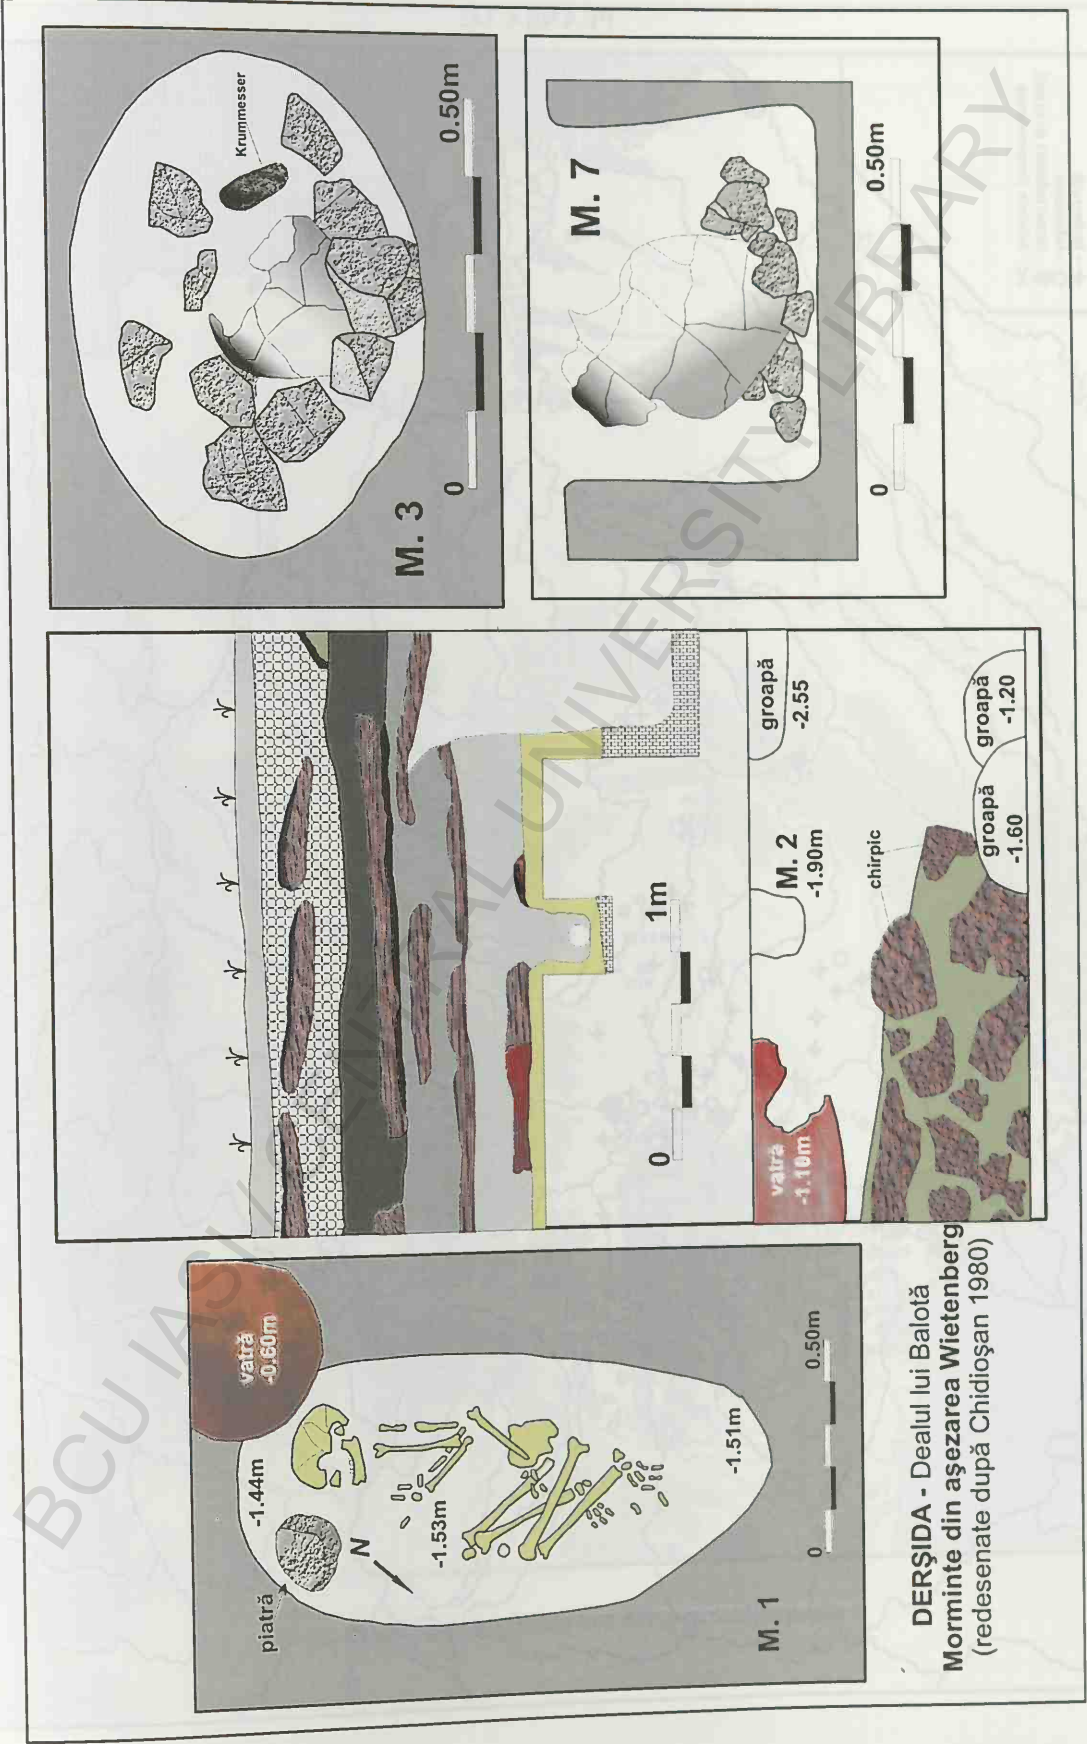 vatră
-0.60m
-1.44m
piatră
N
-1.53m
-1.51m
M. 1
0
0.50m
0
1m
vatră
-1.10m
M. 2
-1.90m
groapă
-2.55
chirpic
groapă
-1.60
groapă
-1.20
Krummesser
M. 3
0
0.50m
M. 7
0
0.50m
DERŞIDA - Dealul lui Balotă
Morminte din aşezarea Wietenberg
(redesenate după Chidioşan 1980)
BCU IASI / CENTRAL UNIVERSITY LIBRARY